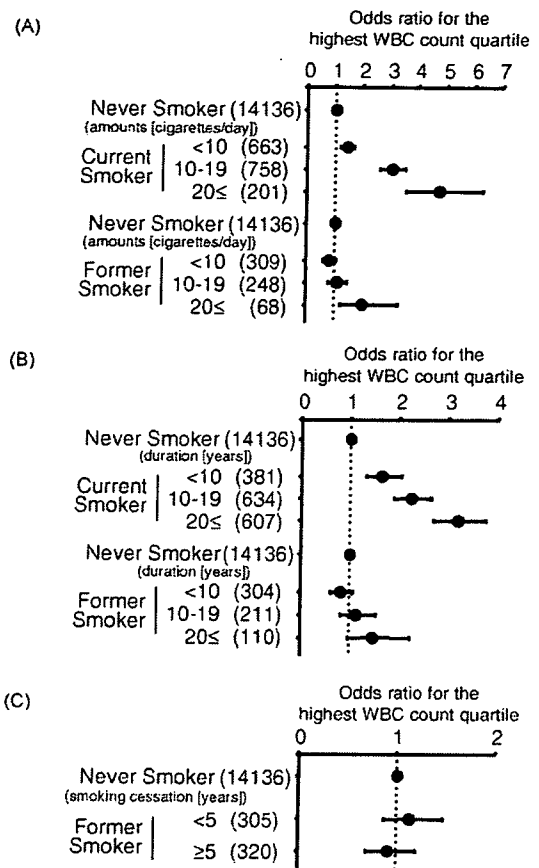 (A)
Odds ratio for the
highest WBC count quartile
0 1 2 3 4 5 6 7
Never Smoker (14136)
(amounts [cigarettes/day])
Current Smoker
<10 (663)
10-19 (758)
20≤ (201)
Never Smoker (14136)
(amounts [cigarettes/day])
Former Smoker
<10 (309)
10-19 (248)
20≤ (68)
(B)
Odds ratio for the
highest WBC count quartile
0 1 2 3 4
Never Smoker (14136)
(duration [years])
Current Smoker
<10 (381)
10-19 (634)
20≤ (607)
Never Smoker (14136)
(duration [years])
Former Smoker
<10 (304)
10-19 (211)
20≤ (110)
(C)
Odds ratio for the
highest WBC count quartile
0 1 2
Never Smoker (14136)
(smoking cessation [years])
Former Smoker
<5 (305)
≥5 (320)